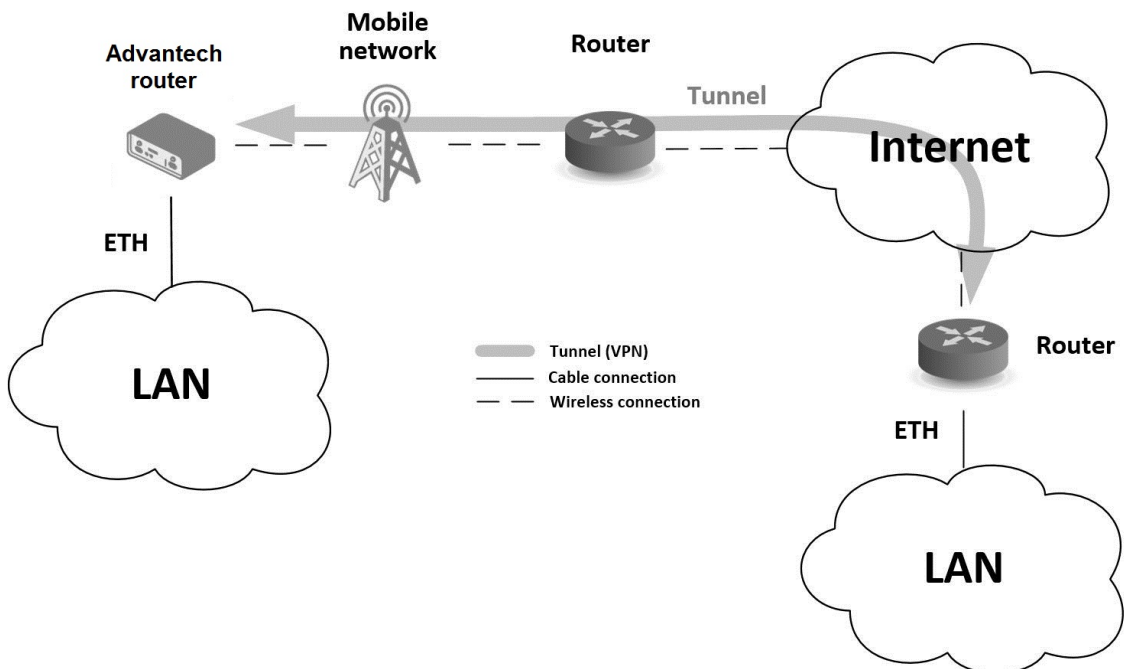 Mobile
network
Advantech
router
Router
Tunnel
Internet
ETH
LAN
Router
Tunnel (VPN)
Cable connection
Wireless connection
ETH
LAN